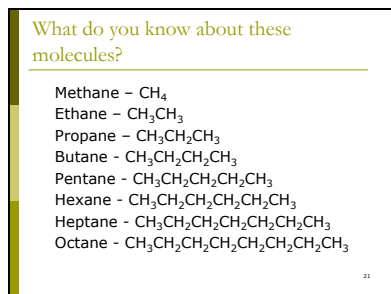 What do you know about these
molecules?
Methane – CH₄
Ethane – CH₃CH₃
Propane – CH₃CH₂CH₃
Butane - CH₃CH₂CH₂CH₃
Pentane - CH₃CH₂CH₂CH₂CH₃
Hexane - CH₃CH₂CH₂CH₂CH₂CH₃
Heptane - CH₃CH₂CH₂CH₂CH₂CH₂CH₃
Octane - CH₃CH₂CH₂CH₂CH₂CH₂CH₂CH₃
21